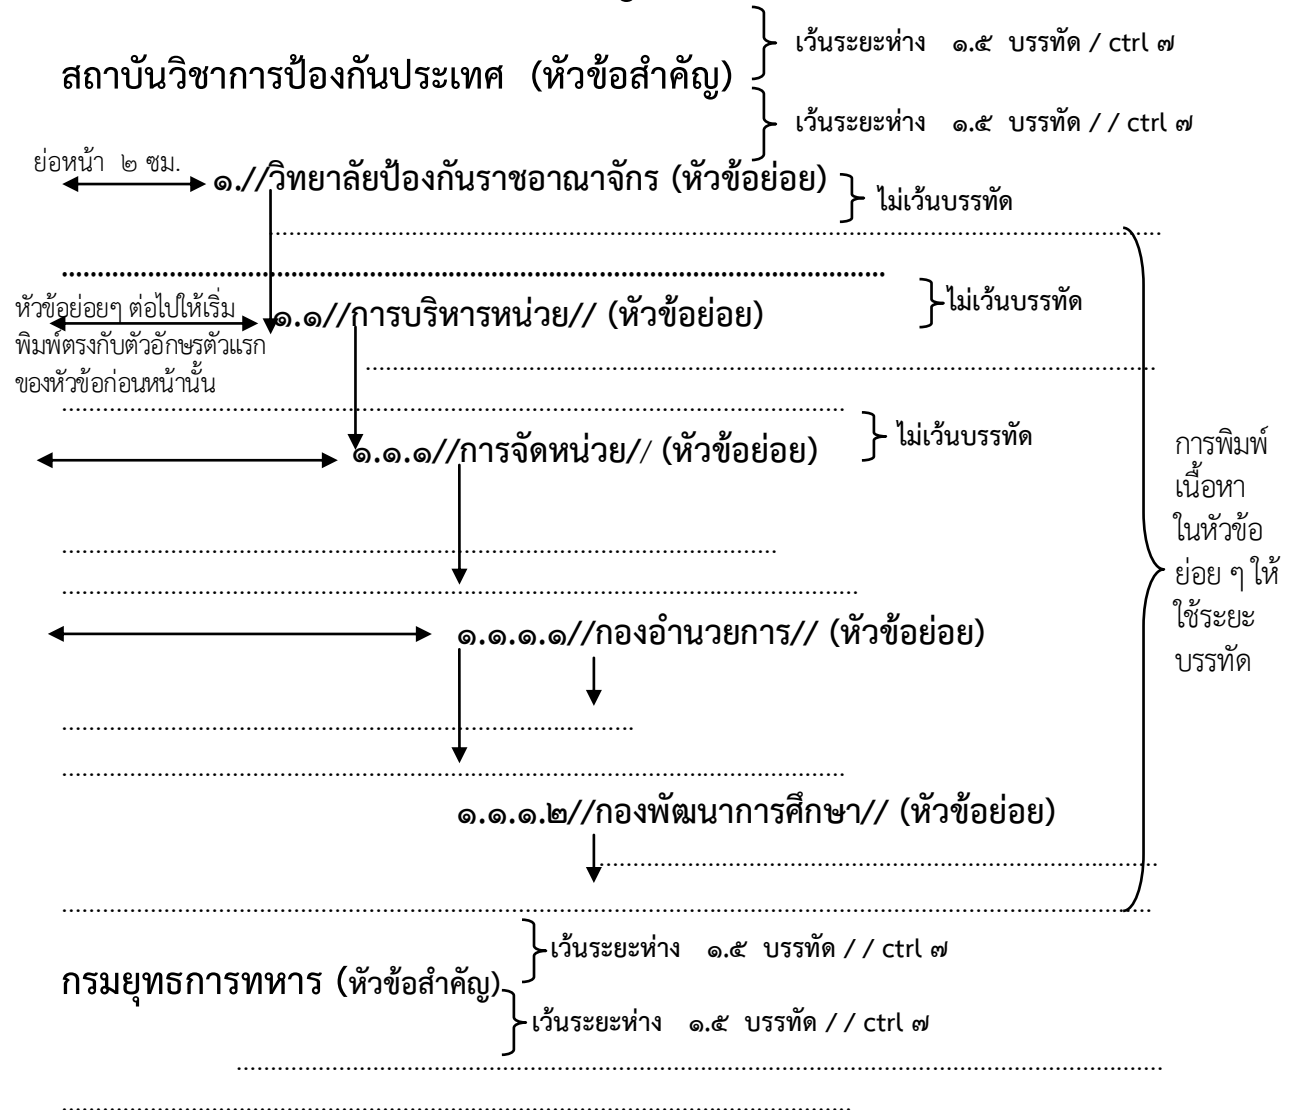 เว้นระยะห่าง ๑.๕ บรรทัด / ctrl ๗
สถาบันวิชาการป้องกันประเทศ (หัวข้อสำคัญ)
เว้นระยะห่าง ๑.๕ บรรทัด / / ctrl ๗
ย่อหน้า ๒ ซม.
๑.//วิทยาลัยป้องกันราชอาณาจักร (หัวข้อย่อย)
ไม่เว้นบรรทัด
หัวข้อย่อยๆ ต่อไปให้เริ่ม
พิมพ์ตรงกับตัวอักษรตัวแรก
ของหัวข้อก่อนหน้านั้น
๑.๑//การบริหารหน่วย// (หัวข้อย่อย)
ไม่เว้นบรรทัด
๑.๑.๑//การจัดหน่วย// (หัวข้อย่อย)
ไม่เว้นบรรทัด
การพิมพ์
เนื้อหา
ในหัวข้อ
ย่อย ๆ ให้
ใช้ระยะ
บรรทัด
๑.๑.๑.๑//กองอำนวยการ// (หัวข้อย่อย)
๑.๑.๑.๒//กองพัฒนาการศึกษา// (หัวข้อย่อย)
เว้นระยะห่าง ๑.๕ บรรทัด / / ctrl ๗
กรมยุทธการทหาร (หัวข้อสำคัญ)
เว้นระยะห่าง ๑.๕ บรรทัด / / ctrl ๗